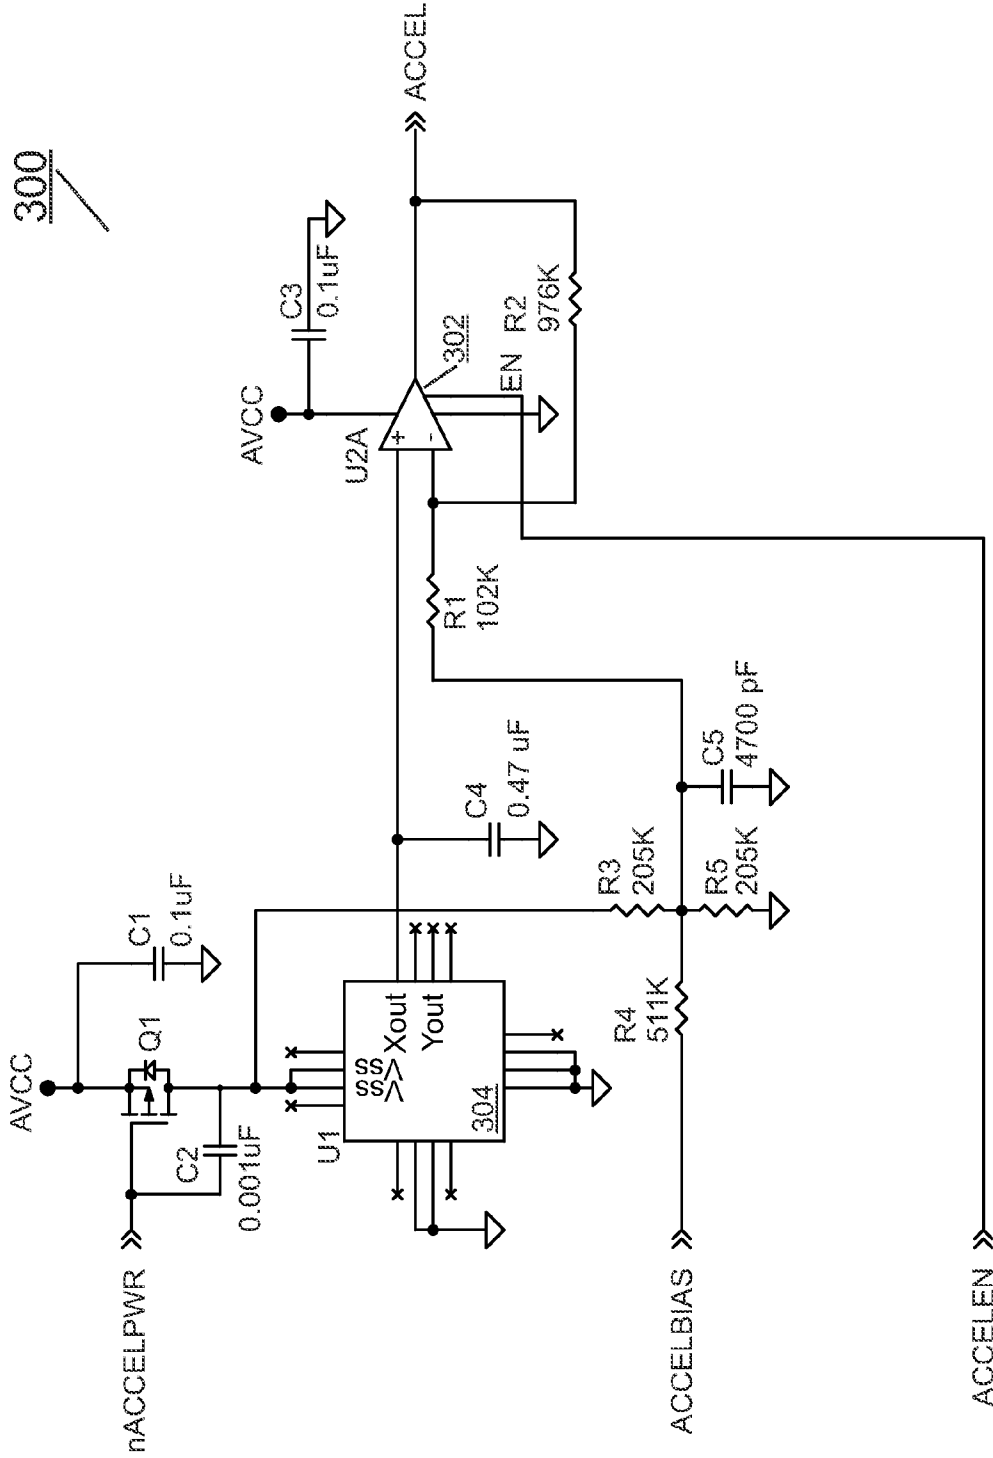 300
AVCC
Q1
C1
0.1uF
nACCELPWR
C2
0.001uF
U1
Vss
Vss
Xout
Yout
304
C4
0.47 uF
R3
205K
R5
205K
R4
511K
C5
4700 pF
ACCELBIAS
R1
102K
AVCC
C3
0.1uF
U2A
+
-
302
EN
R2
976K
ACCEL
ACCELEN